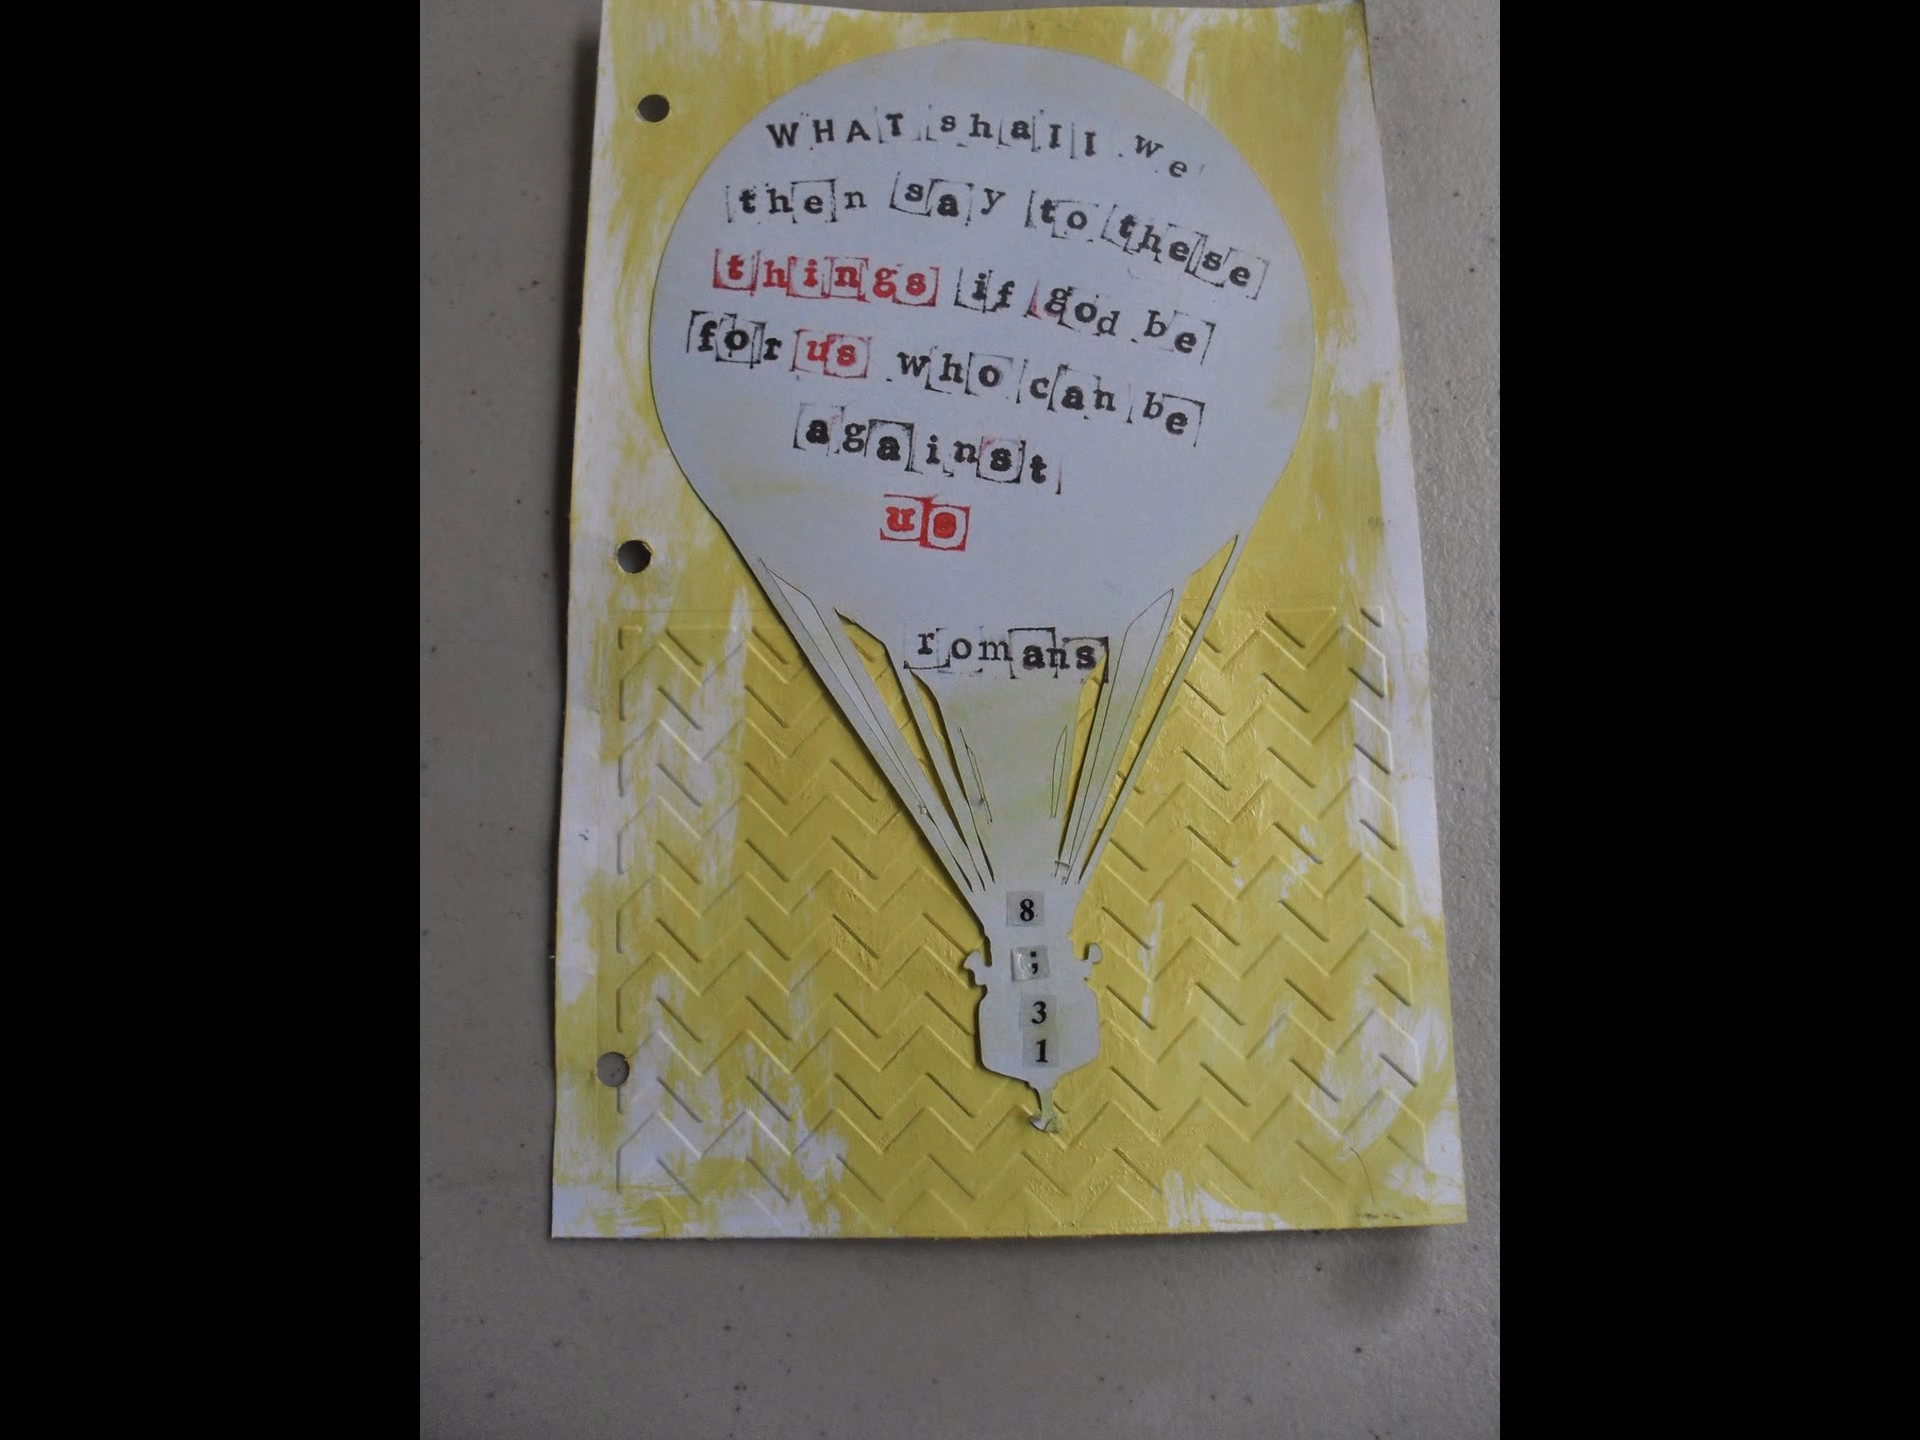 WHAT shall we
then say to these
things if god be
for us who can be
against
us
romans
8
;
3
1